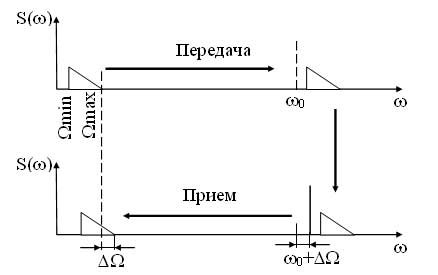 S(ω)
Передача
Ωmin
Ωmax
ω₀
ω
S(ω)
Прием
ΔΩ
ω₀+ΔΩ
ω